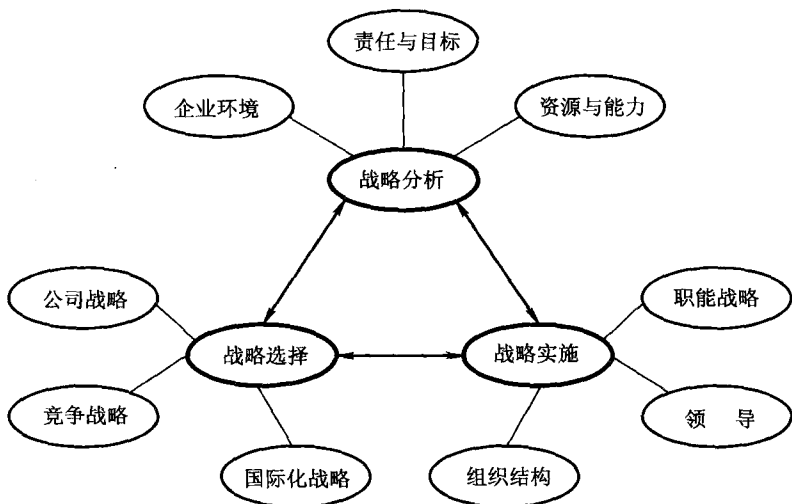 责任与目标
企业环境
资源与能力
战略分析
公司战略
职能战略
战略选择
战略实施
竞争战略
领 导
国际化战略
组织结构